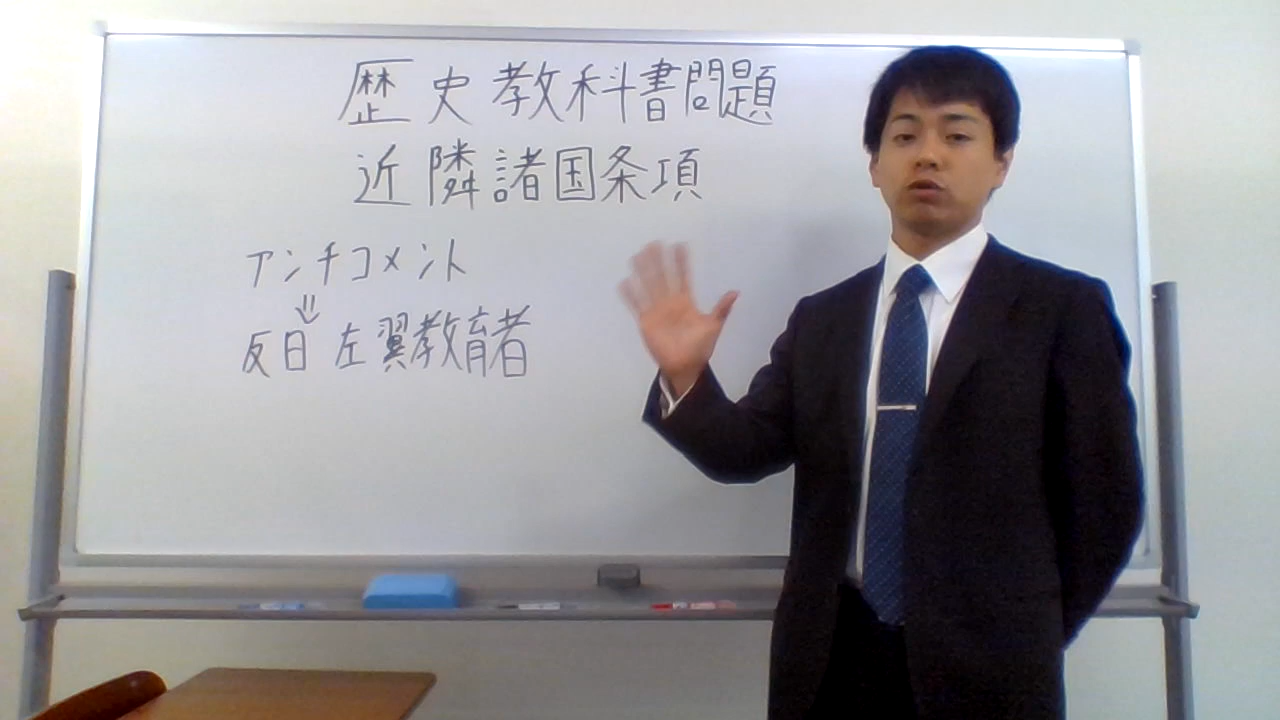 歴史教科書問題
近隣諸国条項
アンチコメント
⇓
反日 左翼教育者